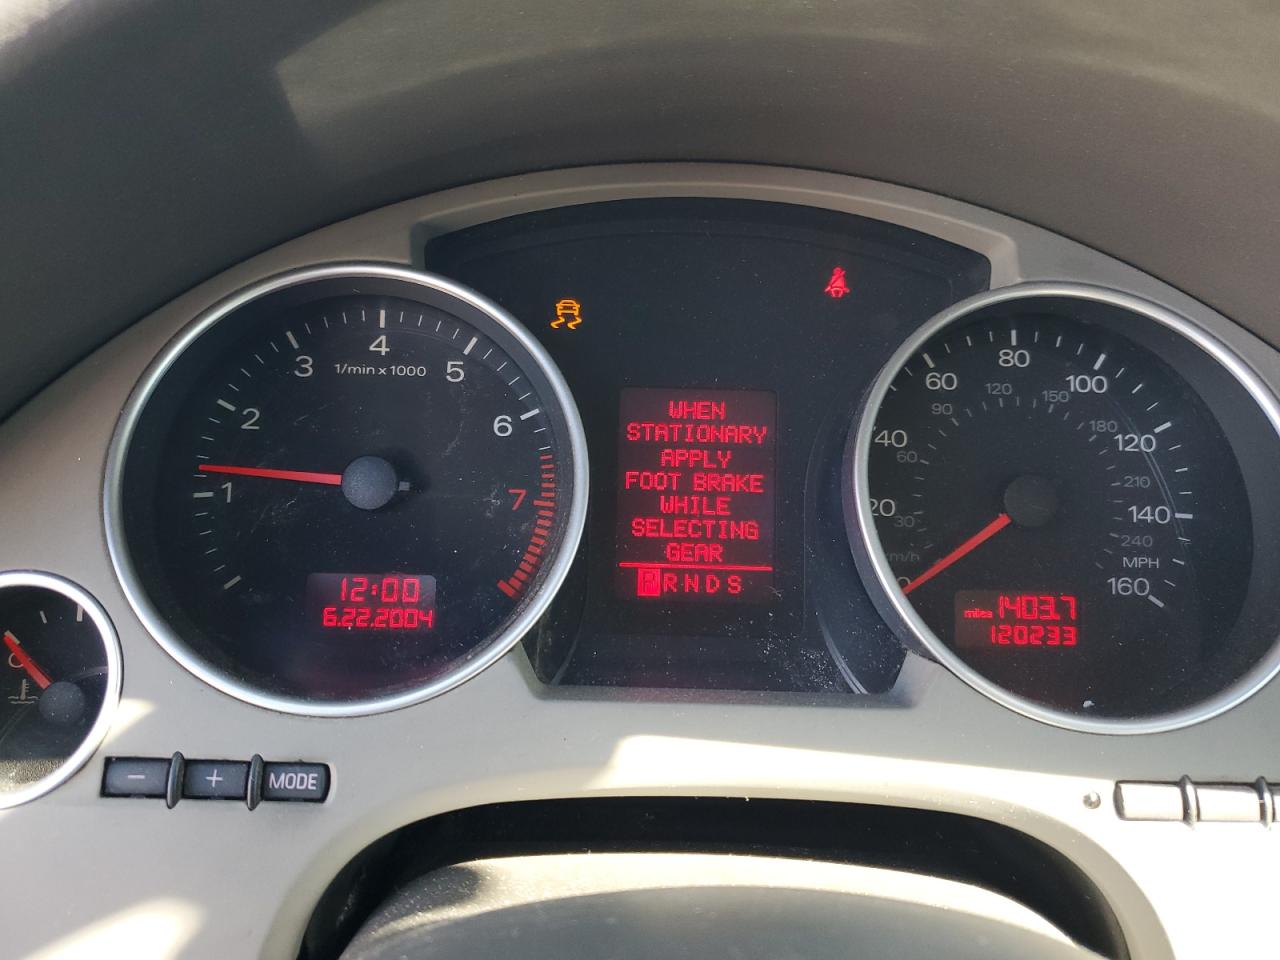 1
2
3
4
5
6
7
1/min x 1000
12:00
6.22.2004
WHEN
STATIONARY
APPLY
FOOT BRAKE
WHILE
SELECTING
GEAR
P R N D S
20
40
60
80
100
120
140
160
30
60
90
120
150
180
210
240
km/h
MPH
miles 1403.7
120233
- + MODE